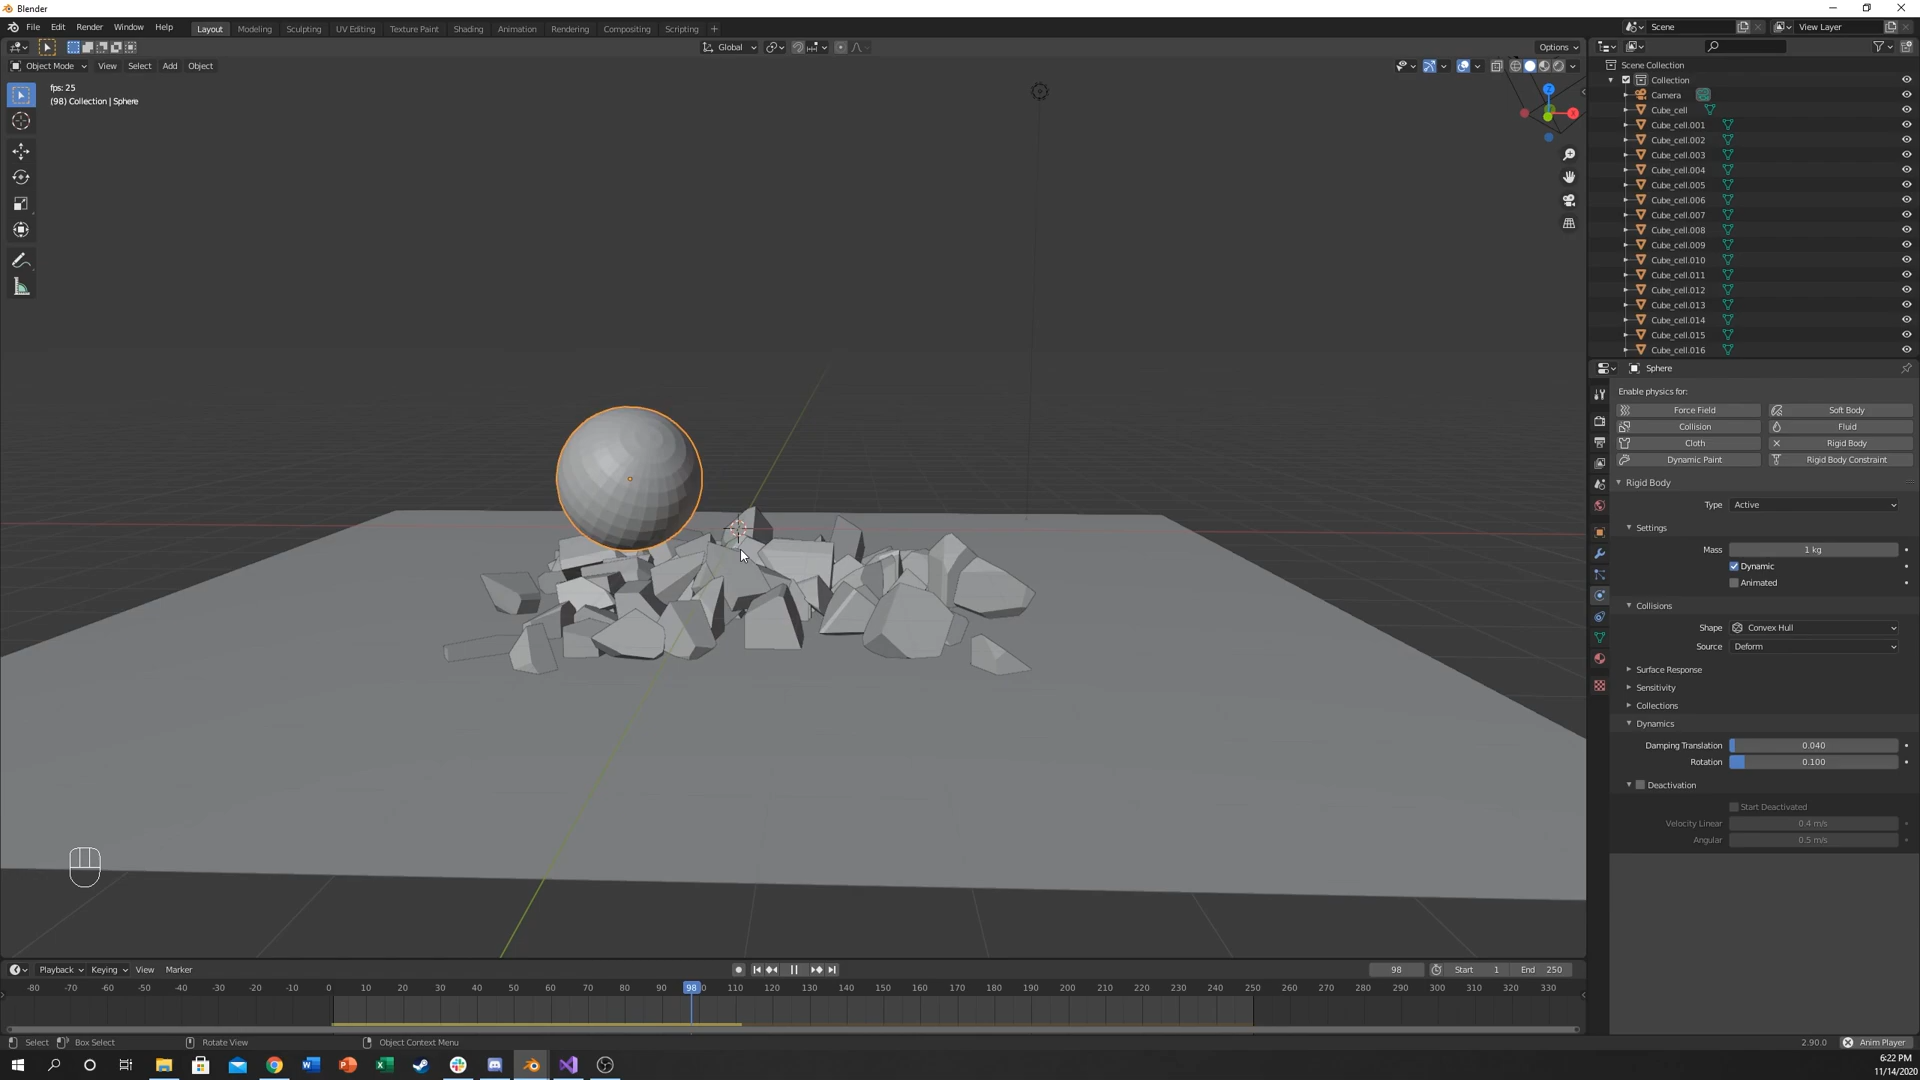 Blender
File Edit Render Window Help
Layout Modeling Sculpting UV Editing Texture Paint Shading Animation Rendering Compositing Scripting +
Scene
View Layer
Global
Options
Object Mode View Select Add Object
fps: 25
(98) Collection | Sphere
Z
X
Scene Collection
Collection
Camera
Cube_cell
Cube_cell.001
Cube_cell.002
Cube_cell.003
Cube_cell.004
Cube_cell.005
Cube_cell.006
Cube_cell.007
Cube_cell.008
Cube_cell.009
Cube_cell.010
Cube_cell.011
Cube_cell.012
Cube_cell.013
Cube_cell.014
Cube_cell.015
Cube_cell.016
Sphere
Enable physics for:
Force Field Soft Body
Collision Fluid
Cloth Rigid Body
Dynamic Paint Rigid Body Constraint
Rigid Body
Type Active
Settings
Mass 1 kg
Dynamic
Animated
Collisions
Shape Convex Hull
Source Deform
Surface Response
Sensitivity
Collections
Dynamics
Damping Translation 0.040
Rotation 0.100
Deactivation
Start Deactivated
Velocity Linear 0.4 m/s
Angular 0.5 m/s
Playback Keying View Marker
98 Start 1 End 250
-80 -70 -60 -50 -40 -30 -20 -10 0 10 20 30 40 50 60 70 80 90 98 110 120 130 140 150 160 170 180 190 200 210 220 230 240 250 260 270 280 290 300 310 320 330
Select Box Select Rotate View Object Context Menu 2.90.0 Anim Player
6:22 PM
11/14/2020